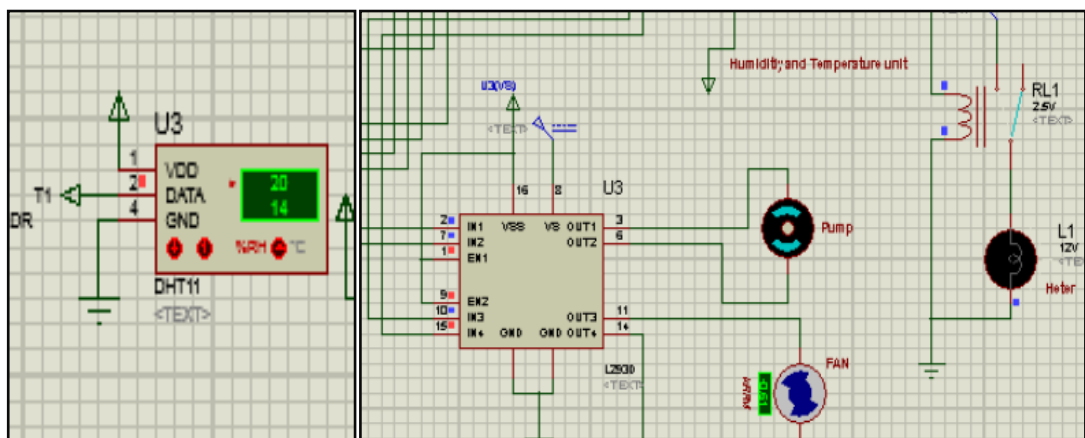 U3
1
VDD
20
T1
2
DATA
14
DR
4
GND
%RH
°C
DHT11
<TEXT>
Humidity and Temperature unit
U3(VS)
<TEXT>
RL1
2.5V
<TEXT>
16
8
U3
2
IN1
VSS
VS
OUT1
3
7
IN2
OUT2
6
1
EN1
Pump
L1
12V
Heter
9
EN2
10
IN3
OUT3
11
15
IN4
GND
GND
OUT4
14
L293D
<TEXT>
FAN